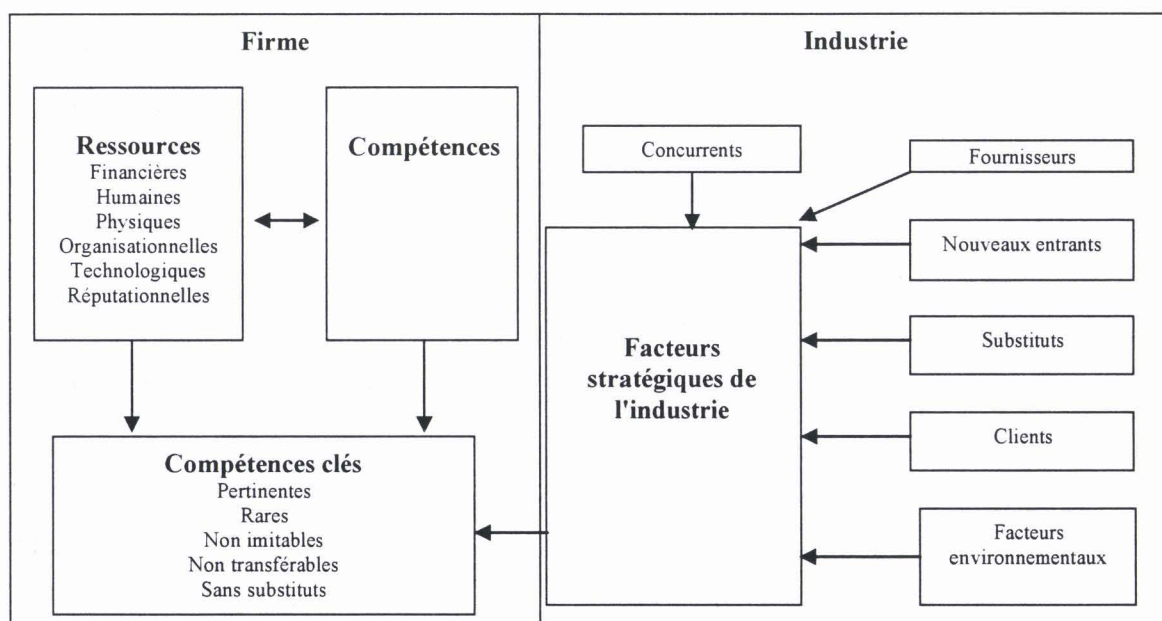 Firme
Ressources
Financières
Humaines
Physiques
Organisationnelles
Technologiques
Réputationnelles
Compétences
Compétences clés
Pertinentes
Rares
Non imitables
Non transférables
Sans substituts
Industrie
Concurrents
Fournisseurs
Nouveaux entrants
Substituts
Clients
Facteurs
environnementaux
Facteurs
stratégiques de
l'industrie